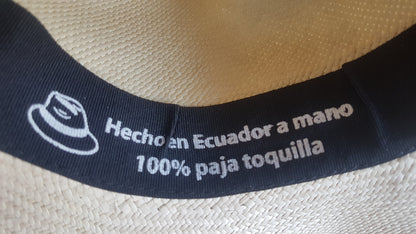 Hecho en Ecuador a mano
100% paja toquilla